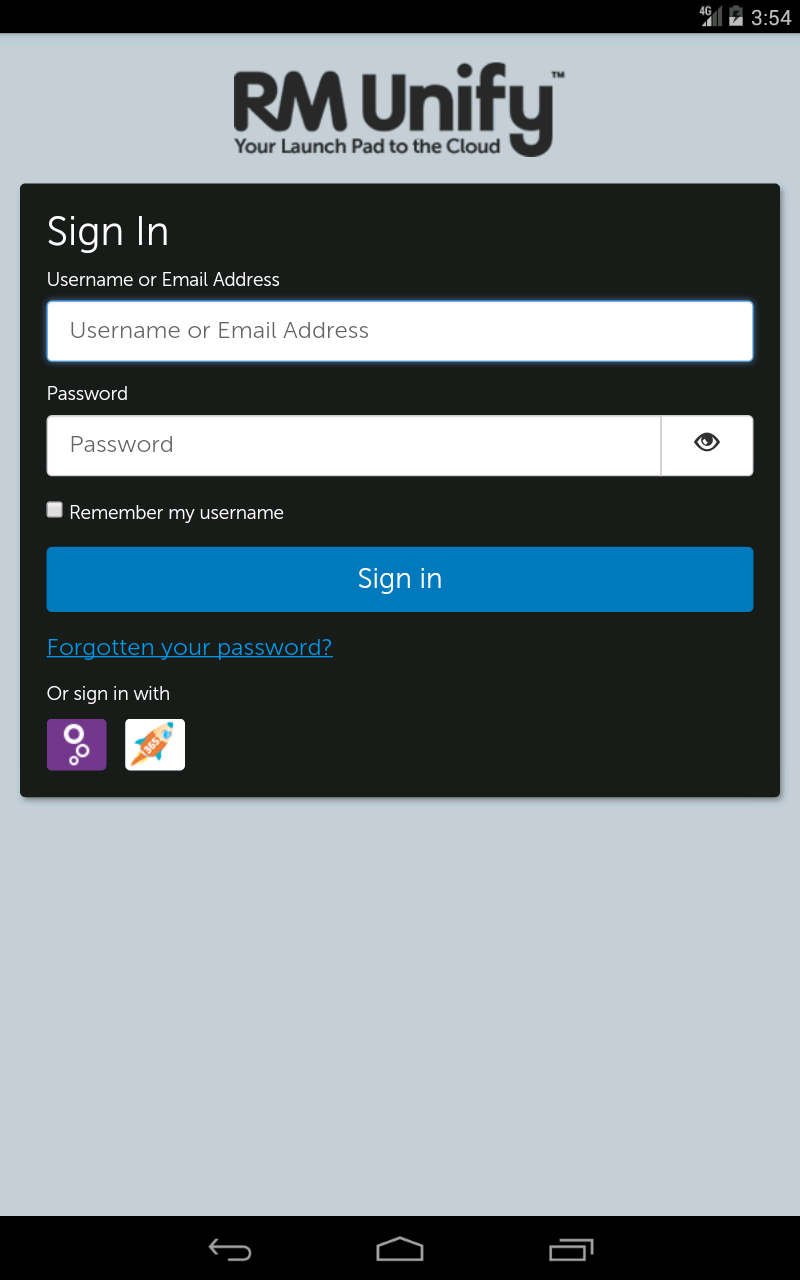 4G 3:54
RM Unify™
Your Launch Pad to the Cloud
Sign In
Username or Email Address
Username or Email Address
Password
Password
Remember my username
Sign in
Forgotten your password?
Or sign in with
365